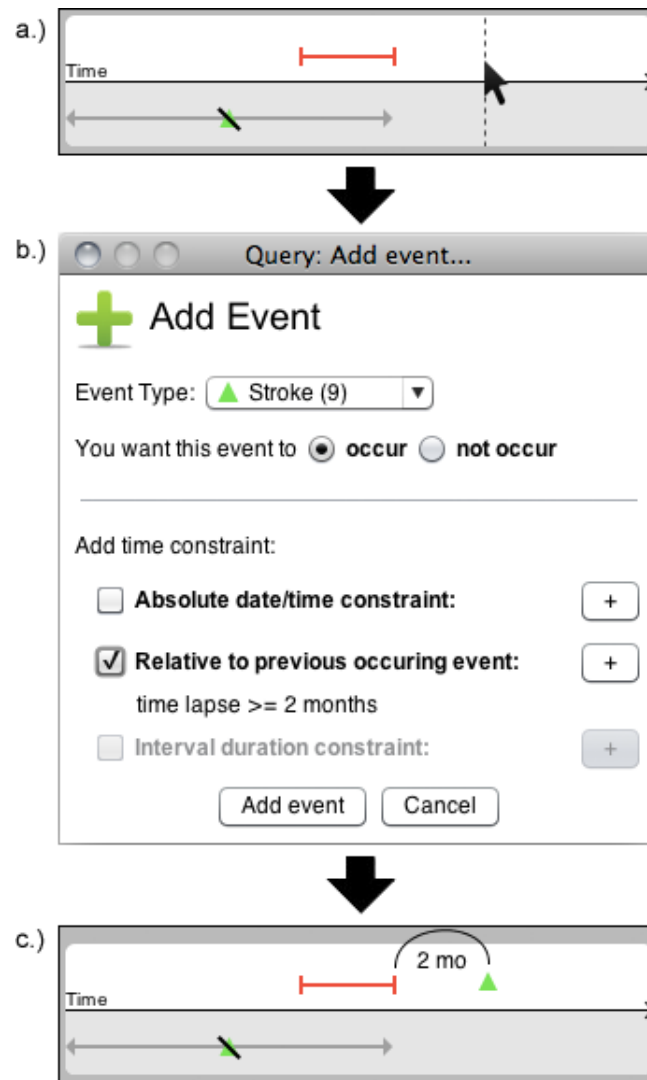 a.)
Time
b.)
Query: Add event...
Add Event
Event Type: Stroke (9)
You want this event to occur not occur
Add time constraint:
Absolute date/time constraint: +
Relative to previous occuring event: +
time lapse >= 2 months
Interval duration constraint: +
Add event Cancel
c.)
2 mo
Time